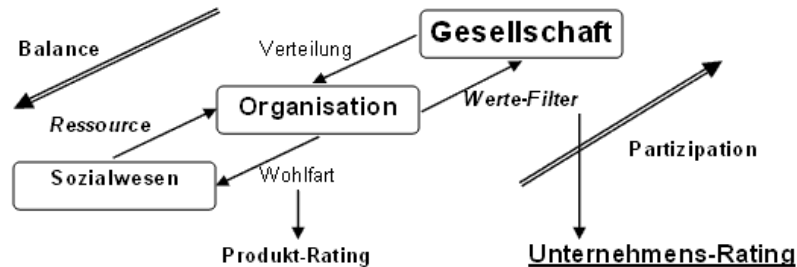 Gesellschaft
Balance
Verteilung
Organisation
Werte-Filter
Ressource
Partizipation
Sozialwesen
Wohlfart
Produkt-Rating
Unternehmens-Rating